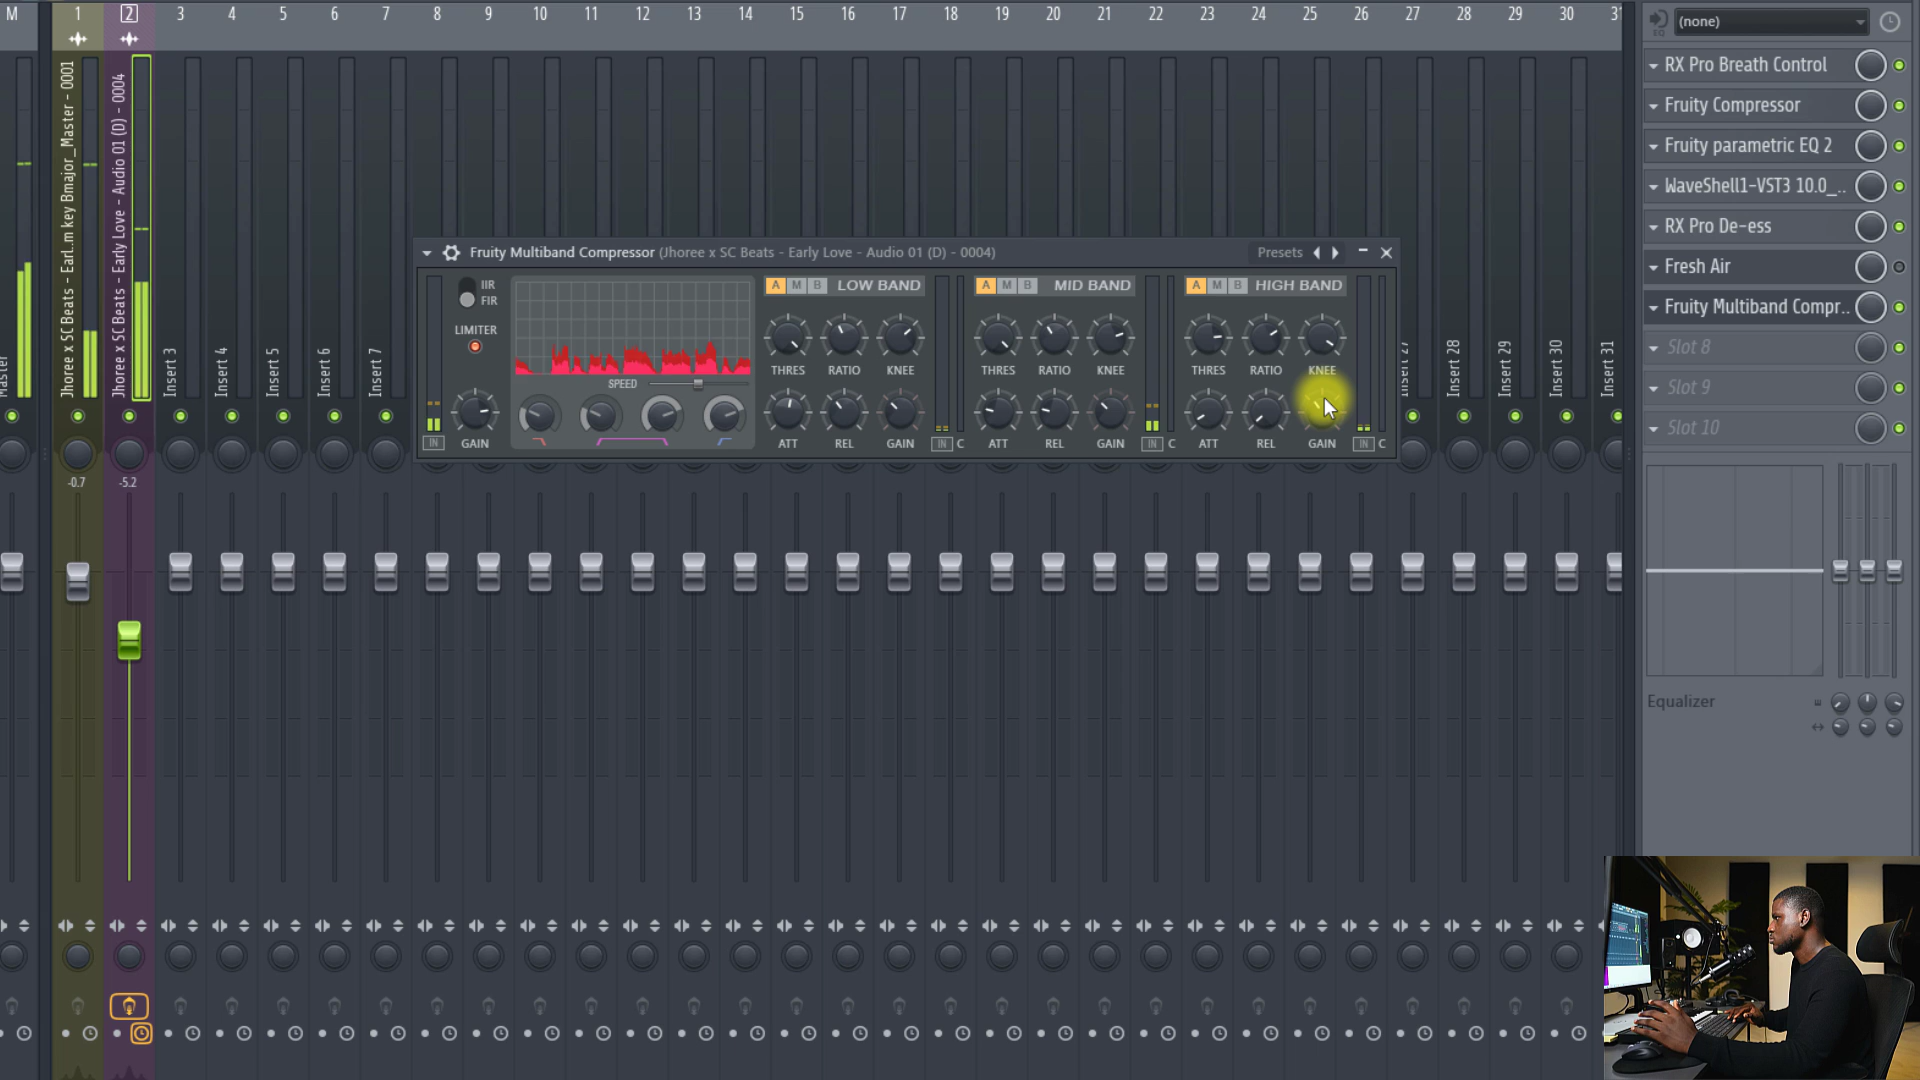 M 1 2 3 4 5 6 7 8 9 10 11 12 13 14 15 16 17 18 19 20 21 22 23 24 25 26 27 28 29 30 31
(none)
EQ
RX Pro Breath Control
Fruity Compressor
Fruity parametric EQ 2
WaveShell1-VST3 10.0_..
RX Pro De-ess
Fresh Air
Fruity Multiband Compr..
Slot 8
Slot 9
Slot 10
Equalizer
Master
Jhoree x SC Beats - Earl.m key Bmajor_Master - 0001
Jhoree x SC Beats - Early Love - Audio 01 (D) - 0004
Insert 3
Insert 4
Insert 5
Insert 6
Insert 7
Insert 27
Insert 28
Insert 29
Insert 30
Insert 31
Fruity Multiband Compressor (Jhoree x SC Beats - Early Love - Audio 01 (D) - 0004)
Presets
IIR
FIR
LIMITER
GAIN
IN
SPEED
A M B LOW BAND
THRES RATIO KNEE
ATT REL GAIN IN C
A M B MID BAND
THRES RATIO KNEE
ATT REL GAIN IN C
A M B HIGH BAND
THRES RATIO KNEE
ATT REL GAIN IN C
-0.7
-5.2